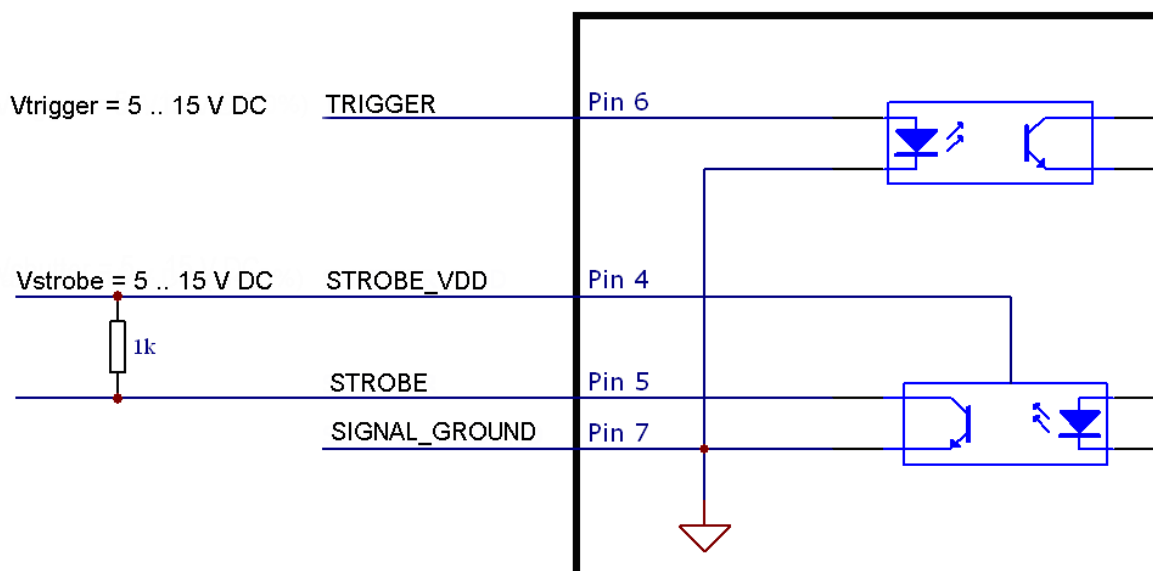 Vtrigger = 5 .. 15 V DC TRIGGER Pin 6
Vstrobe = 5 .. 15 V DC STROBE_VDD Pin 4
1k
STROBE Pin 5
SIGNAL_GROUND Pin 7